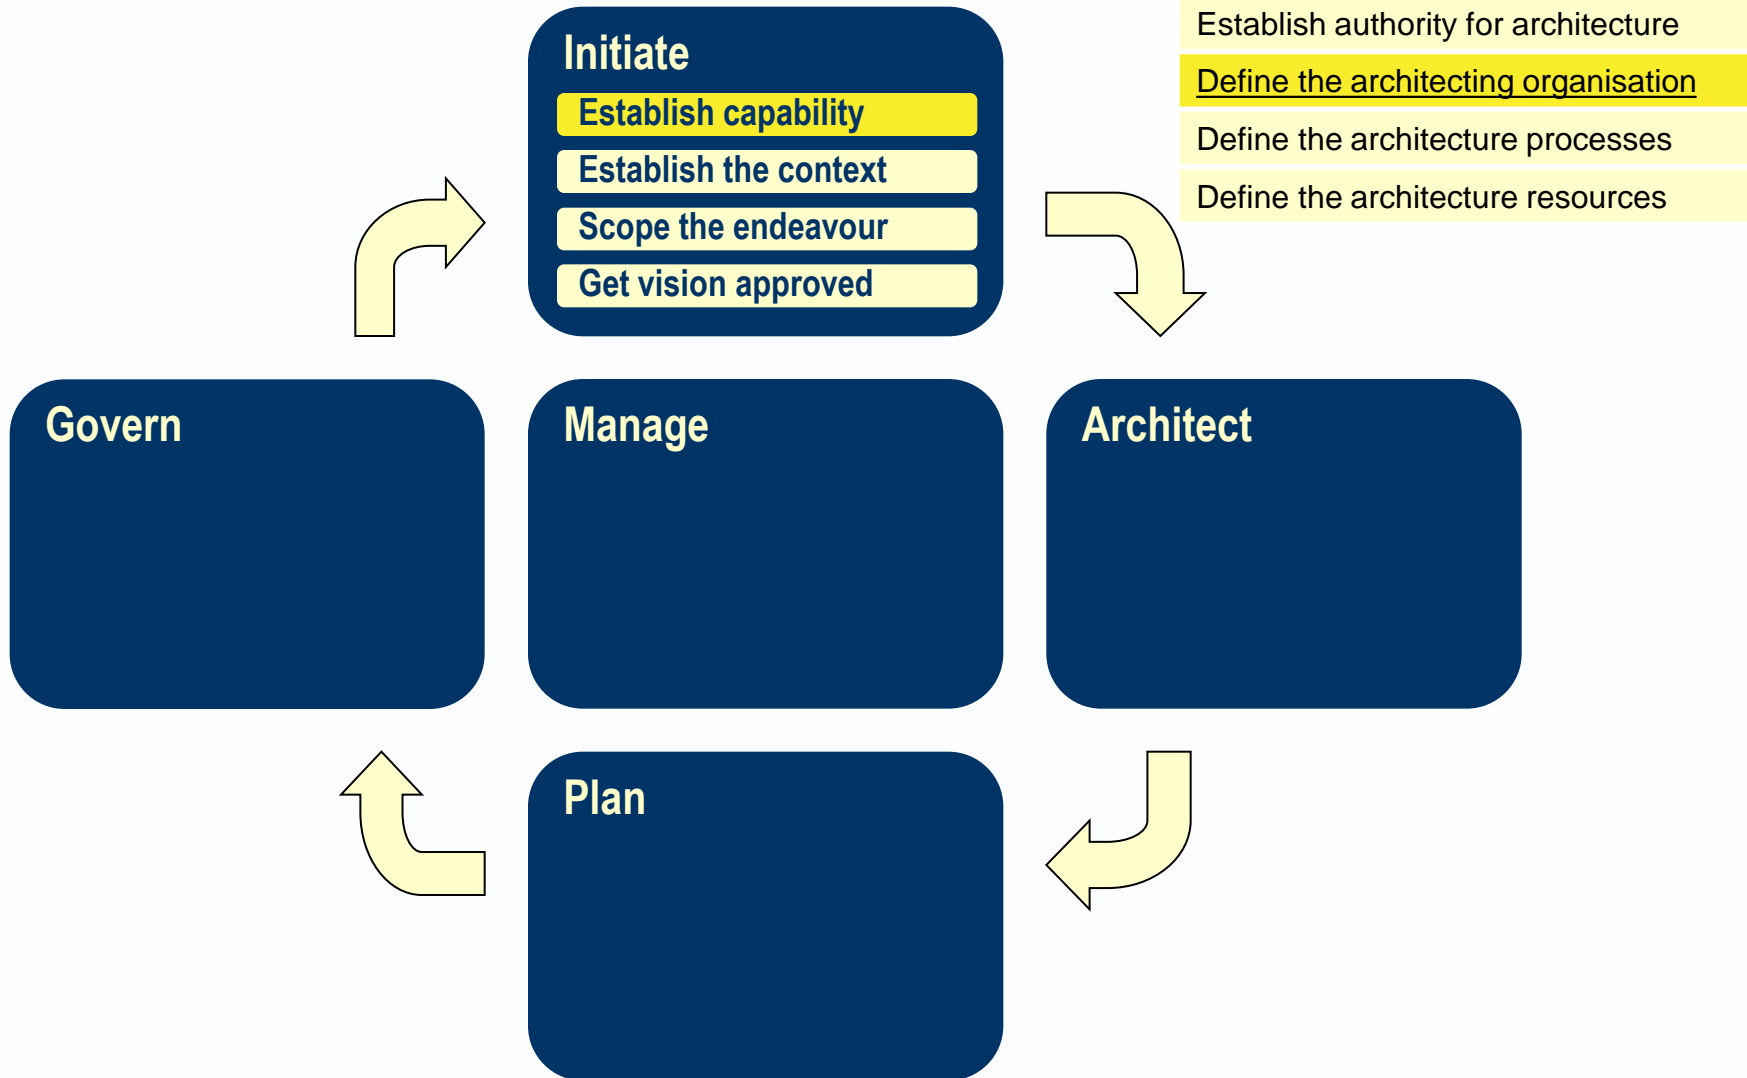 Initiate
Establish capability
Establish the context
Scope the endeavour
Get vision approved
Establish authority for architecture
Define the architecting organisation
Define the architecture processes
Define the architecture resources
Govern
Manage
Architect
Plan